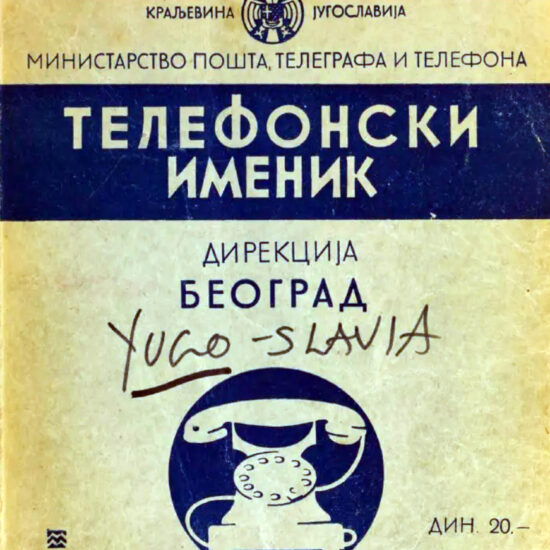 КРАЉЕВИНА ЈУГОСЛАВИЈА
МИНИСТАРСТВО ПОШТА, ТЕЛЕГРАФА И ТЕЛЕФОНА
ТЕЛЕФОНСКИ
ИМЕНИК
ДИРЕКЦИЈА
БЕОГРАД
YUGO-SLAVIA
ДИН. 20.–